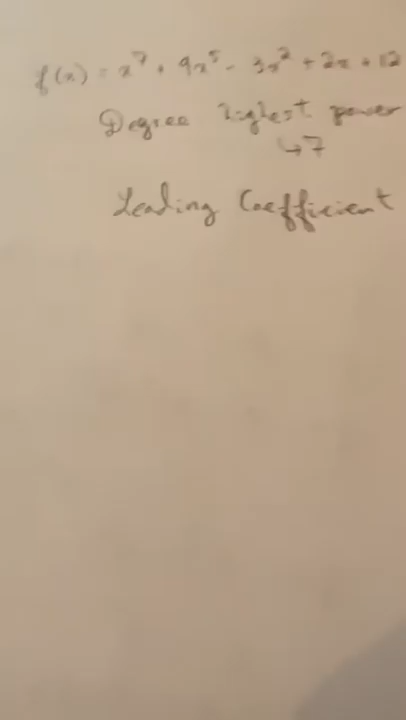 f(x) = x⁷ + 9x⁵ - 3x² + 2x + 12
Degree highest power
↳ 7
Leading Coefficient